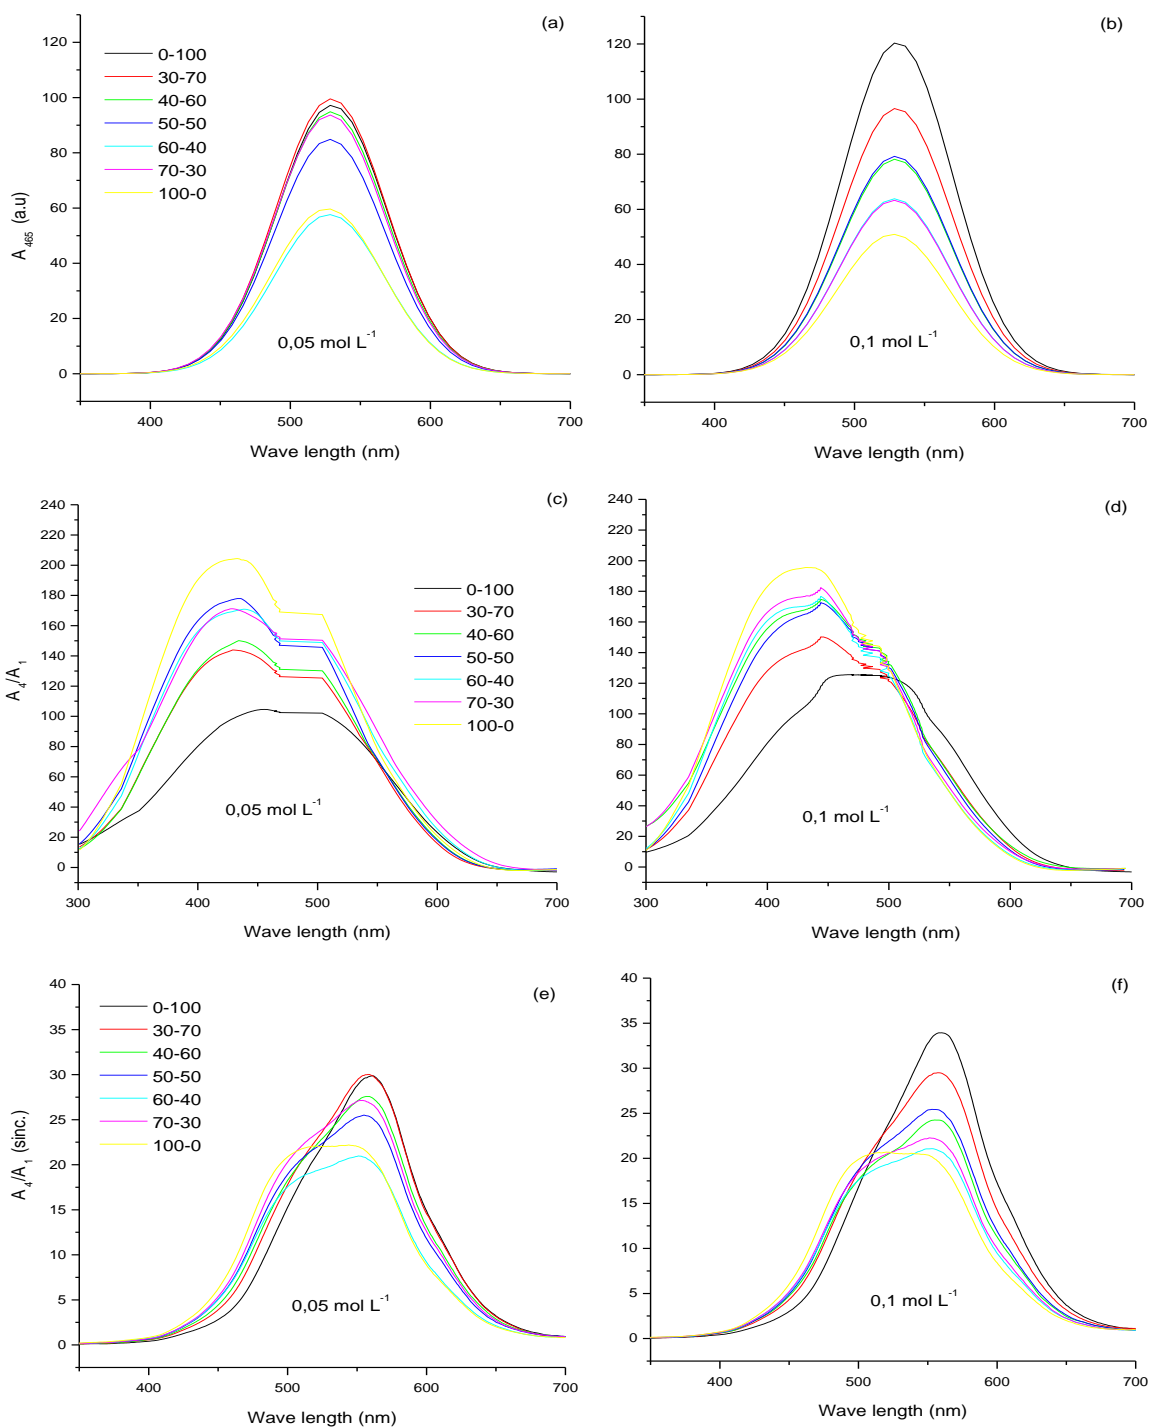 (a)
0-100
30-70
40-60
50-50
60-40
70-30
100-0
A465 (a.u)
120
100
80
60
40
20
0
0,05 mol L-1
400 500 600 700
Wave length (nm)
(b)
120
100
80
60
40
20
0
0,1 mol L-1
400 500 600 700
Wave length (nm)
(c)
240
220
200
180
160
140
120
100
80
60
40
20
0
A4/A1
0-100
30-70
40-60
50-50
60-40
70-30
100-0
0,05 mol L-1
300 400 500 600 700
Wave length (nm)
(d)
240
220
200
180
160
140
120
100
80
60
40
20
0
0,1 mol L-1
300 400 500 600 700
Wave length (nm)
(e)
40
35
30
25
20
15
10
5
0
A4/A1 (sinc.)
0-100
30-70
40-60
50-50
60-40
70-30
100-0
0,05 mol L-1
400 500 600 700
Wave length (nm)
(f)
40
35
30
25
20
15
10
5
0
0,1 mol L-1
400 500 600 700
Wave length (nm)